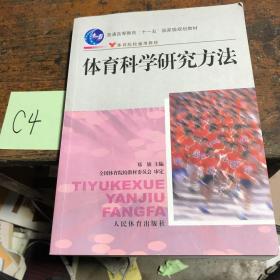 普通高等教育“十一五”国家级规划教材
体育院校通用教材
体育科学研究方法
C4
主编
全国体育院校教材委员会 审定
TIYUKEXUE
YANJIU
FANGFA
人民体育出版社